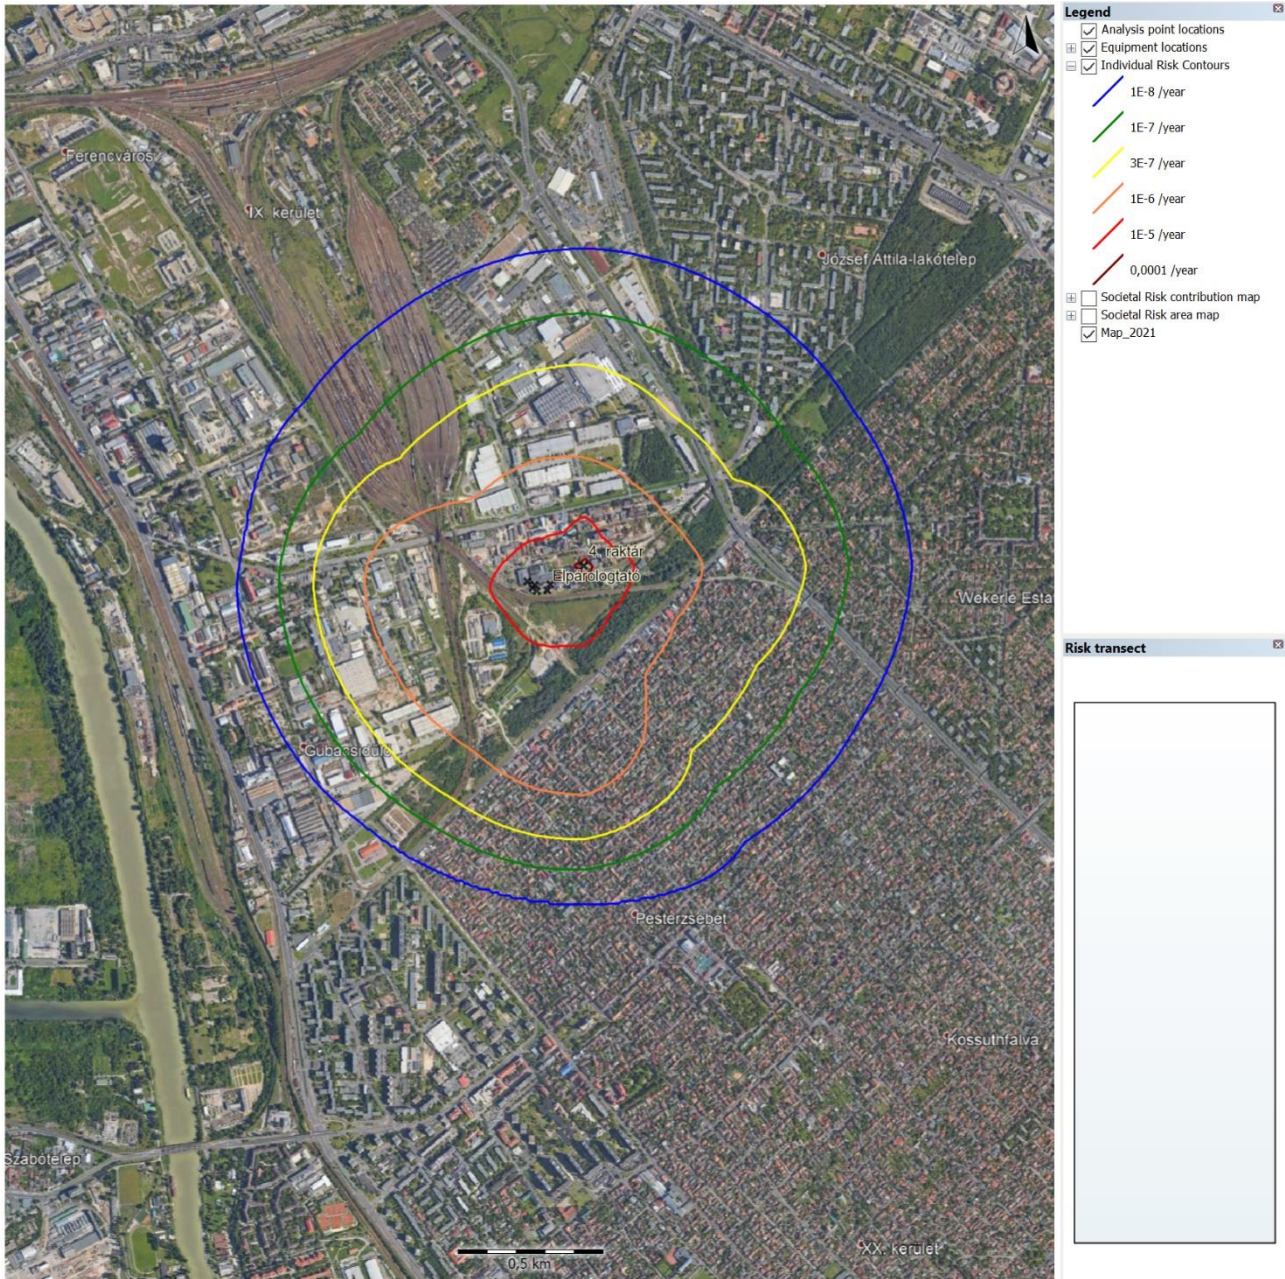 Ferencváros
IX. kerület
József Attila-lakótelep
4. raktár
Elpárologtató
Wekerle Esta
Gubacsidűlő
Pesterzsébet
Kossuthfalva
Szabótelep
XX. kerület
0,5 km
Legend
Analysis point locations
Equipment locations
Individual Risk Contours
1E-8 /year
1E-7 /year
3E-7 /year
1E-6 /year
1E-5 /year
0,0001 /year
Societal Risk contribution map
Societal Risk area map
Map_2021
Risk transect